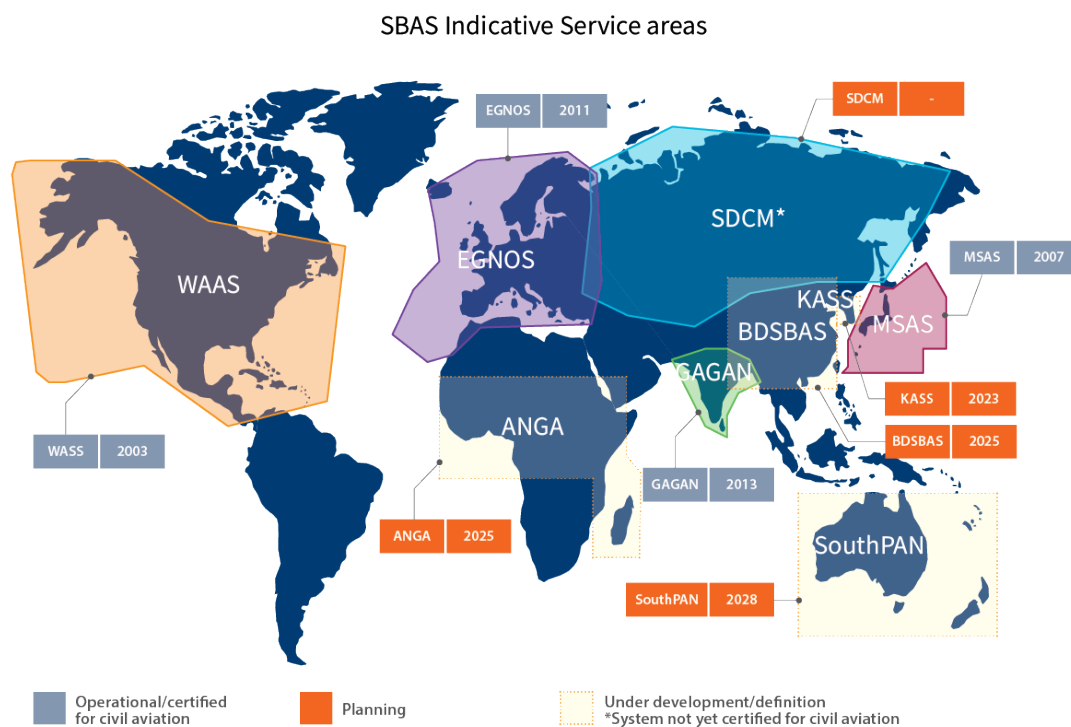 SBAS Indicative Service areas
SDCM -
EGNOS 2011
SDCM*
MSAS 2007
EGNOS
WAAS
KASS
BDSBAS
MSAS
GAGAN
KASS 2023
ANGA
BDSBAS 2025
WASS 2003
GAGAN 2013
ANGA 2025
SouthPAN
SouthPAN 2028
Operational/certified
for civil aviation
Planning
Under development/definition
*System not yet certified for civil aviation